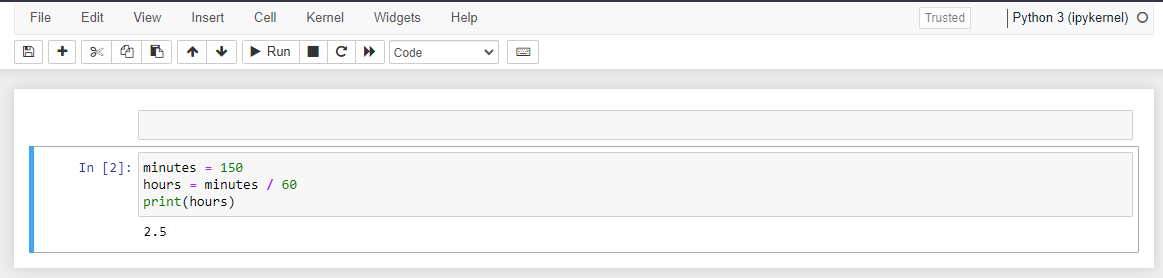 File Edit View Insert Cell Kernel Widgets Help Trusted Python 3 (ipykernel)
Run Code
In [2]: minutes = 150
hours = minutes / 60
print(hours)
2.5